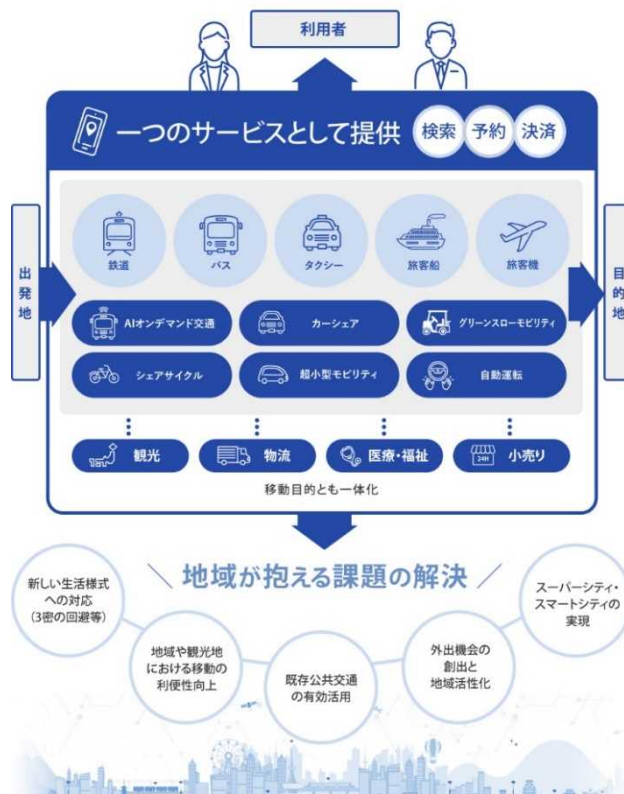 利用者
一つのサービスとして提供
検索
予約
決済
出発地
目的地
鉄道
バス
タクシー
旅客船
旅客機
AIオンデマンド交通
カーシェア
グリーンスローモビリティ
シェアサイクル
超小型モビリティ
自動運転
観光
物流
24H
医療・福祉
小売り
移動目的とも一体化
地域が抱える課題の解決
新しい生活様式
への対応
(3密の回避等)
地域や観光地
における移動の
利便性向上
既存公共交通
の有効活用
外出機会の
創出と
地域活性化
スーパーシティ・
スマートシティの
実現